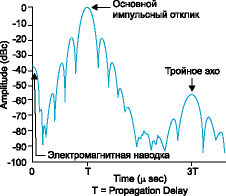 Основной
импульсный отклик
Тройное эхо
Amplitude (dBc)
0
-10
-20
-30
-40
-50
-60
-70
-80
-90
-100
Электромагнитная наводка
0
T
3T
Time (μ sec)
T = Propagation Delay